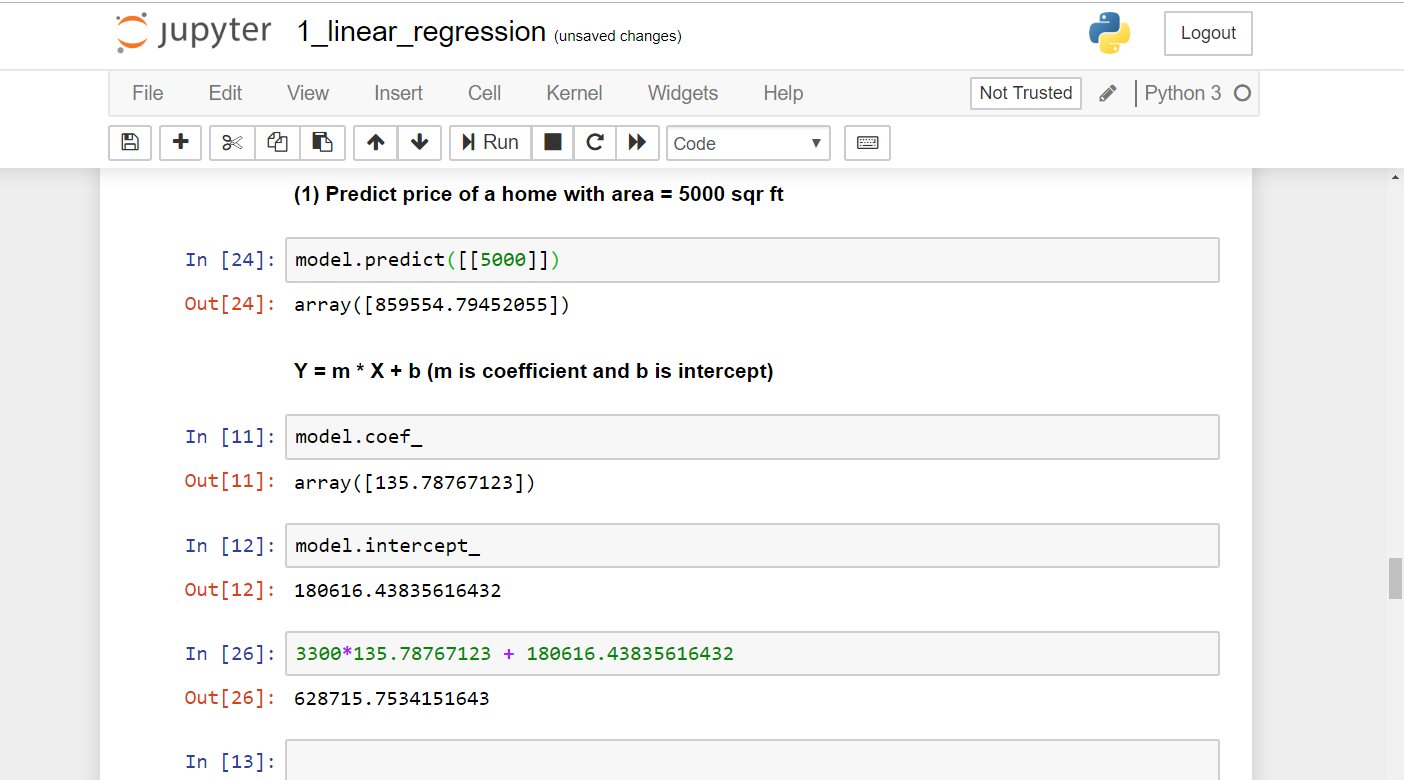 jupyter 1_linear_regression (unsaved changes) Logout
File Edit View Insert Cell Kernel Widgets Help Not Trusted Python 3
Run Code
(1) Predict price of a home with area = 5000 sqr ft
In [24]: model.predict([[5000]])
Out[24]: array([859554.79452055])
Y = m * X + b (m is coefficient and b is intercept)
In [11]: model.coef_
Out[11]: array([135.78767123])
In [12]: model.intercept_
Out[12]: 180616.43835616432
In [26]: 3300*135.78767123 + 180616.43835616432
Out[26]: 628715.7534151643
In [13]: